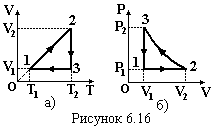 V P
V₂ 2 P₂ 3
V₁ 1 3 P₁ 1 2
O T₁ T₂ T O V₁ V₂ V
а) б)
Рисунок 6.16